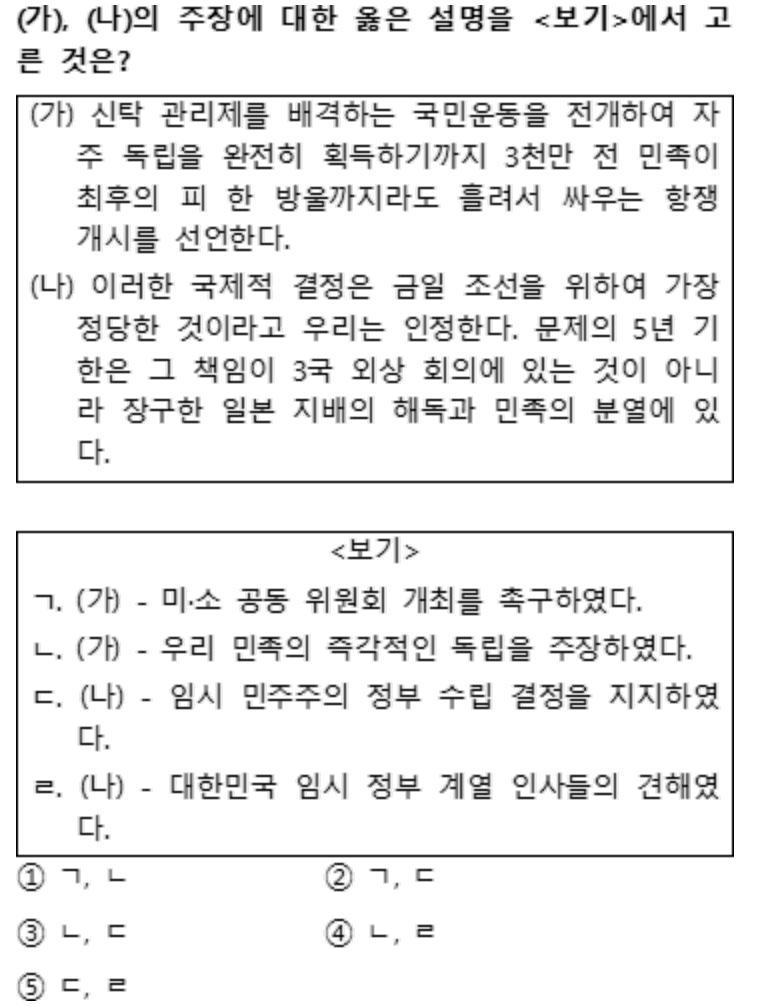 (가), (나)의 주장에 대한 옳은 설명을 <보기>에서 고
른 것은?
(가) 신탁 관리제를 배격하는 국민운동을 전개하여 자
주 독립을 완전히 획득하기까지 3천만 전 민족이
최후의 피 한 방울까지라도 흘려서 싸우는 항쟁
개시를 선언한다.
(나) 이러한 국제적 결정은 금일 조선을 위하여 가장
정당한 것이라고 우리는 인정한다. 문제의 5년 기
한은 그 책임이 3국 외상 회의에 있는 것이 아니
라 장구한 일본 지배의 해독과 민족의 분열에 있
다.
<보기>
ㄱ. (가) - 미·소 공동 위원회 개최를 촉구하였다.
ㄴ. (가) - 우리 민족의 즉각적인 독립을 주장하였다.
ㄷ. (나) - 임시 민주주의 정부 수립 결정을 지지하였
다.
ㄹ. (나) - 대한민국 임시 정부 계열 인사들의 견해였
다.
① ㄱ, ㄴ ② ㄱ, ㄷ
③ ㄴ, ㄷ ④ ㄴ, ㄹ
⑤ ㄷ, ㄹ